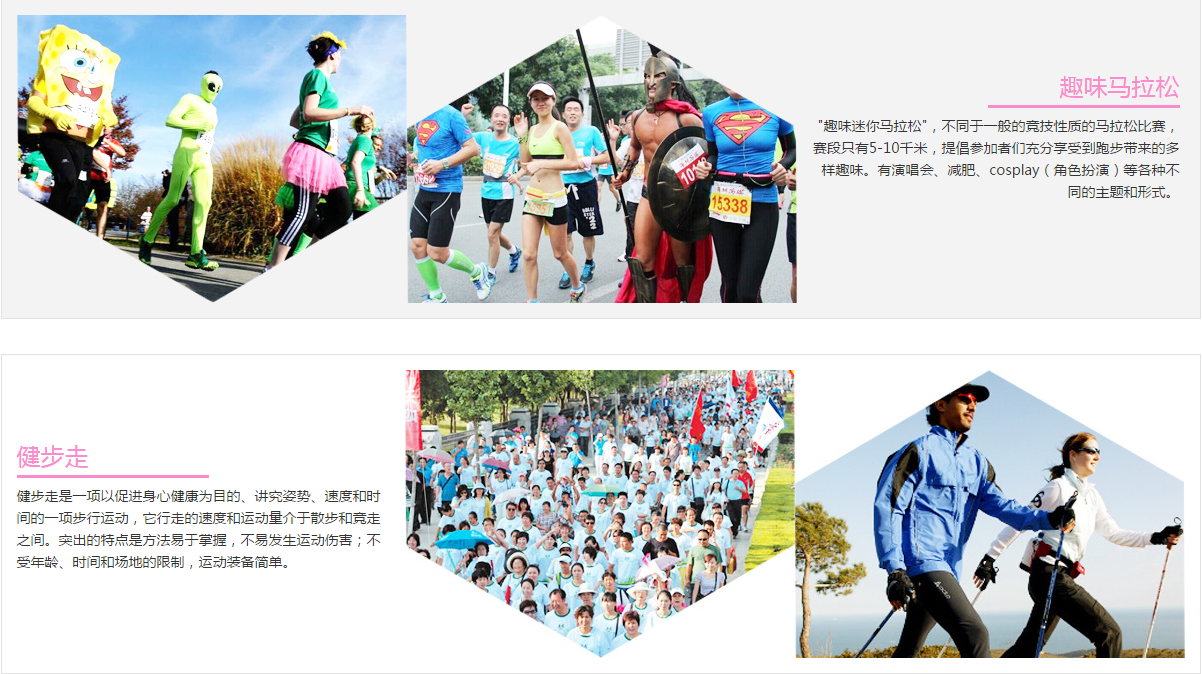 趣味马拉松
"趣味迷你马拉松"，不同于一般的竞技性质的马拉松比赛，
赛段只有5-10千米，提倡参加者们充分享受到跑步带来的多
样趣味。有演唱会、减肥、cosplay（角色扮演）等各种不
同的主题和形式。
15338
健步走
健步走是一项以促进身心健康为目的、讲究姿势、速度和时
间的一项步行运动，它行走的速度和运动量介于散步和竞走
之间。突出的特点是方法易于掌握，不易发生运动伤害；不
受年龄、时间和场地的限制，运动装备简单。